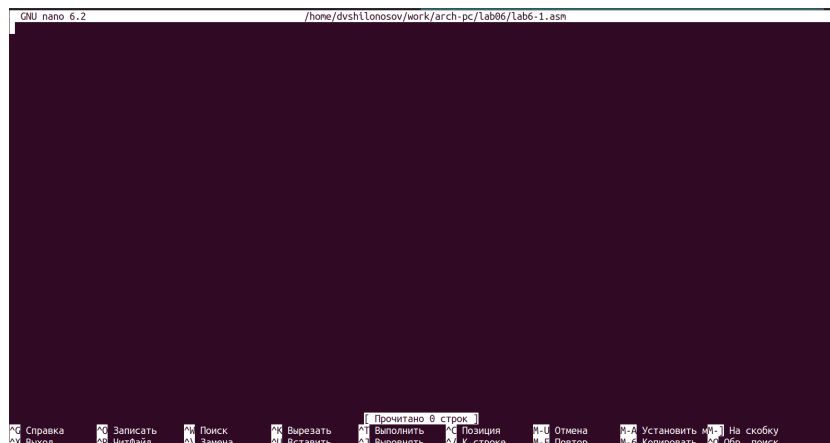 GNU nano 6.2 /home/dvshilonosov/work/arch-pc/lab06/lab6-1.asm
[ Прочитано 0 строк ]
^G Справка ^O Записать ^W Поиск ^K Вырезать ^T Выполнить ^C Позиция M-U Отмена M-A Установить м M-] На скобку
^X Выход ^R ЧитФайл ^\ Замена ^U Вставить ^J Выровнять ^/ К строке M-E Повтор M-6 Копировать ^Q Обр. поиск